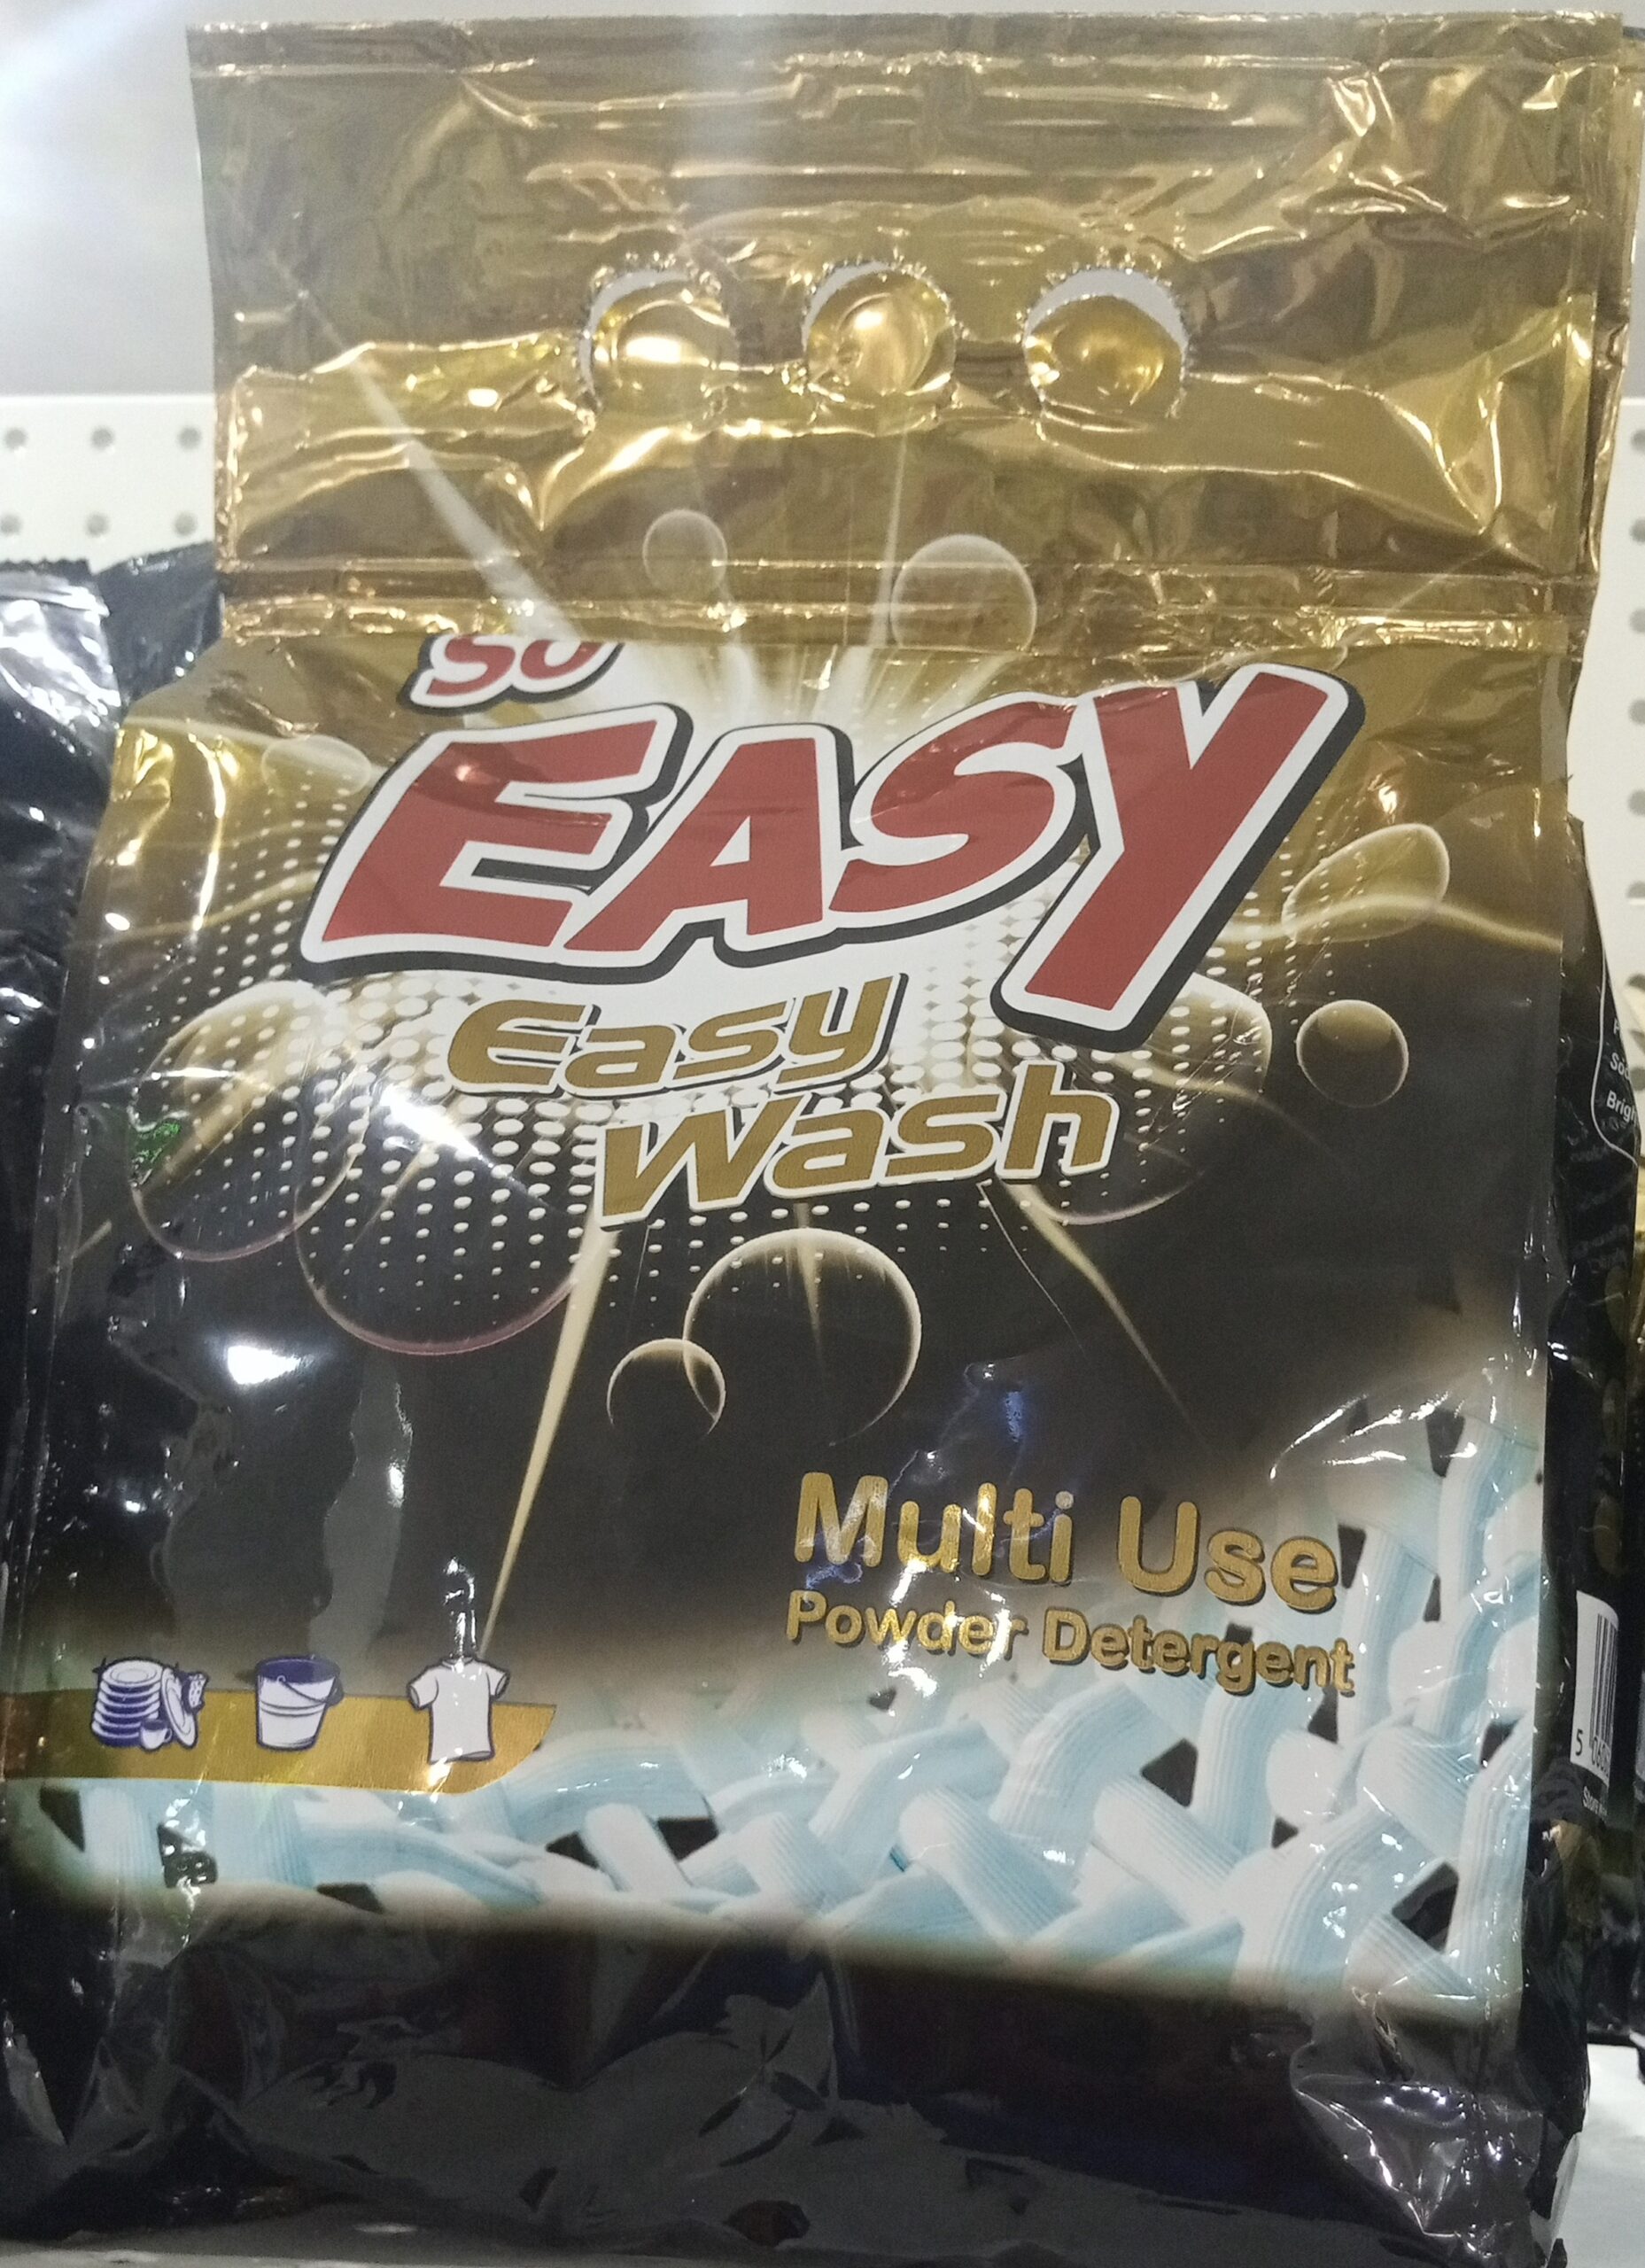 So
EASY
Easy
Wash
Multi Use
Powder Detergent